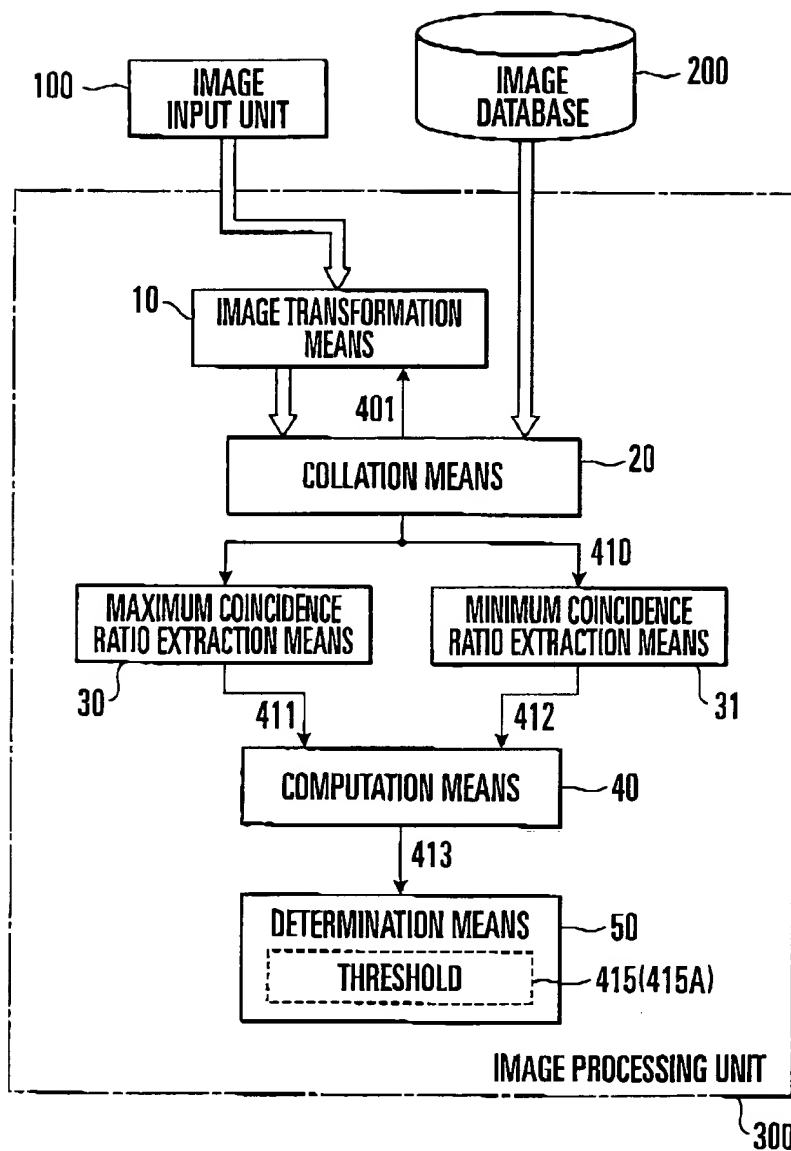 100
IMAGE
INPUT UNIT
IMAGE
DATABASE
200
10
IMAGE TRANSFORMATION
MEANS
401
COLLATION MEANS
20
410
MAXIMUM COINCIDENCE
RATIO EXTRACTION MEANS
MINIMUM COINCIDENCE
RATIO EXTRACTION MEANS
30
411
412
31
COMPUTATION MEANS
40
413
DETERMINATION MEANS
50
THRESHOLD
415(415A)
IMAGE PROCESSING UNIT
300